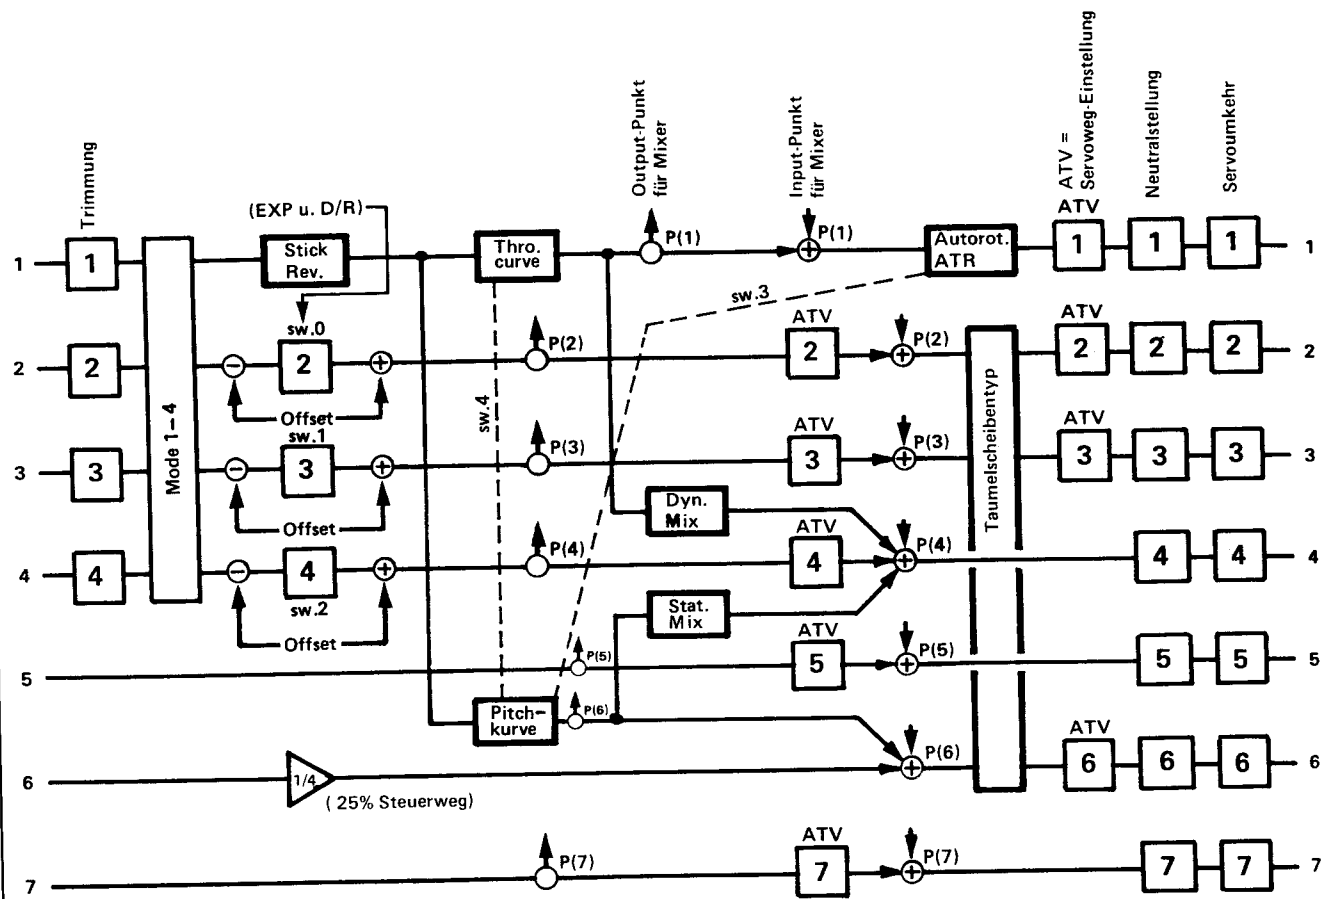 Trimmung
Output-Punkt
für Mixer
Input-Punkt
für Mixer
ATV =
Servoweg-Einstellung
Neutralstellung
Servoumkehr
(EXP u. D/R)
ATV
1
1
Stick
Rev.
Thro.
curve
P(1)
P(1)
Autorot.
ATR
1
1
1
1
sw.3
Mode 1–4
sw.0
2
2
2
P(2)
ATV
2
P(2)
ATV
2
2
2
2
Offset
sw.4
Taumelscheibentyp
sw.1
3
3
3
P(3)
ATV
3
P(3)
ATV
3
3
3
3
Offset
Dyn.
Mix
4
4
4
P(4)
ATV
4
P(4)
4
4
4
sw.2
Offset
Stat.
Mix
5
P(5)
ATV
5
P(5)
5
5
5
Pitch-
kurve
P(6)
6
1/4
( 25% Steuerweg)
P(6)
ATV
6
6
6
6
7
P(7)
ATV
7
P(7)
7
7
7